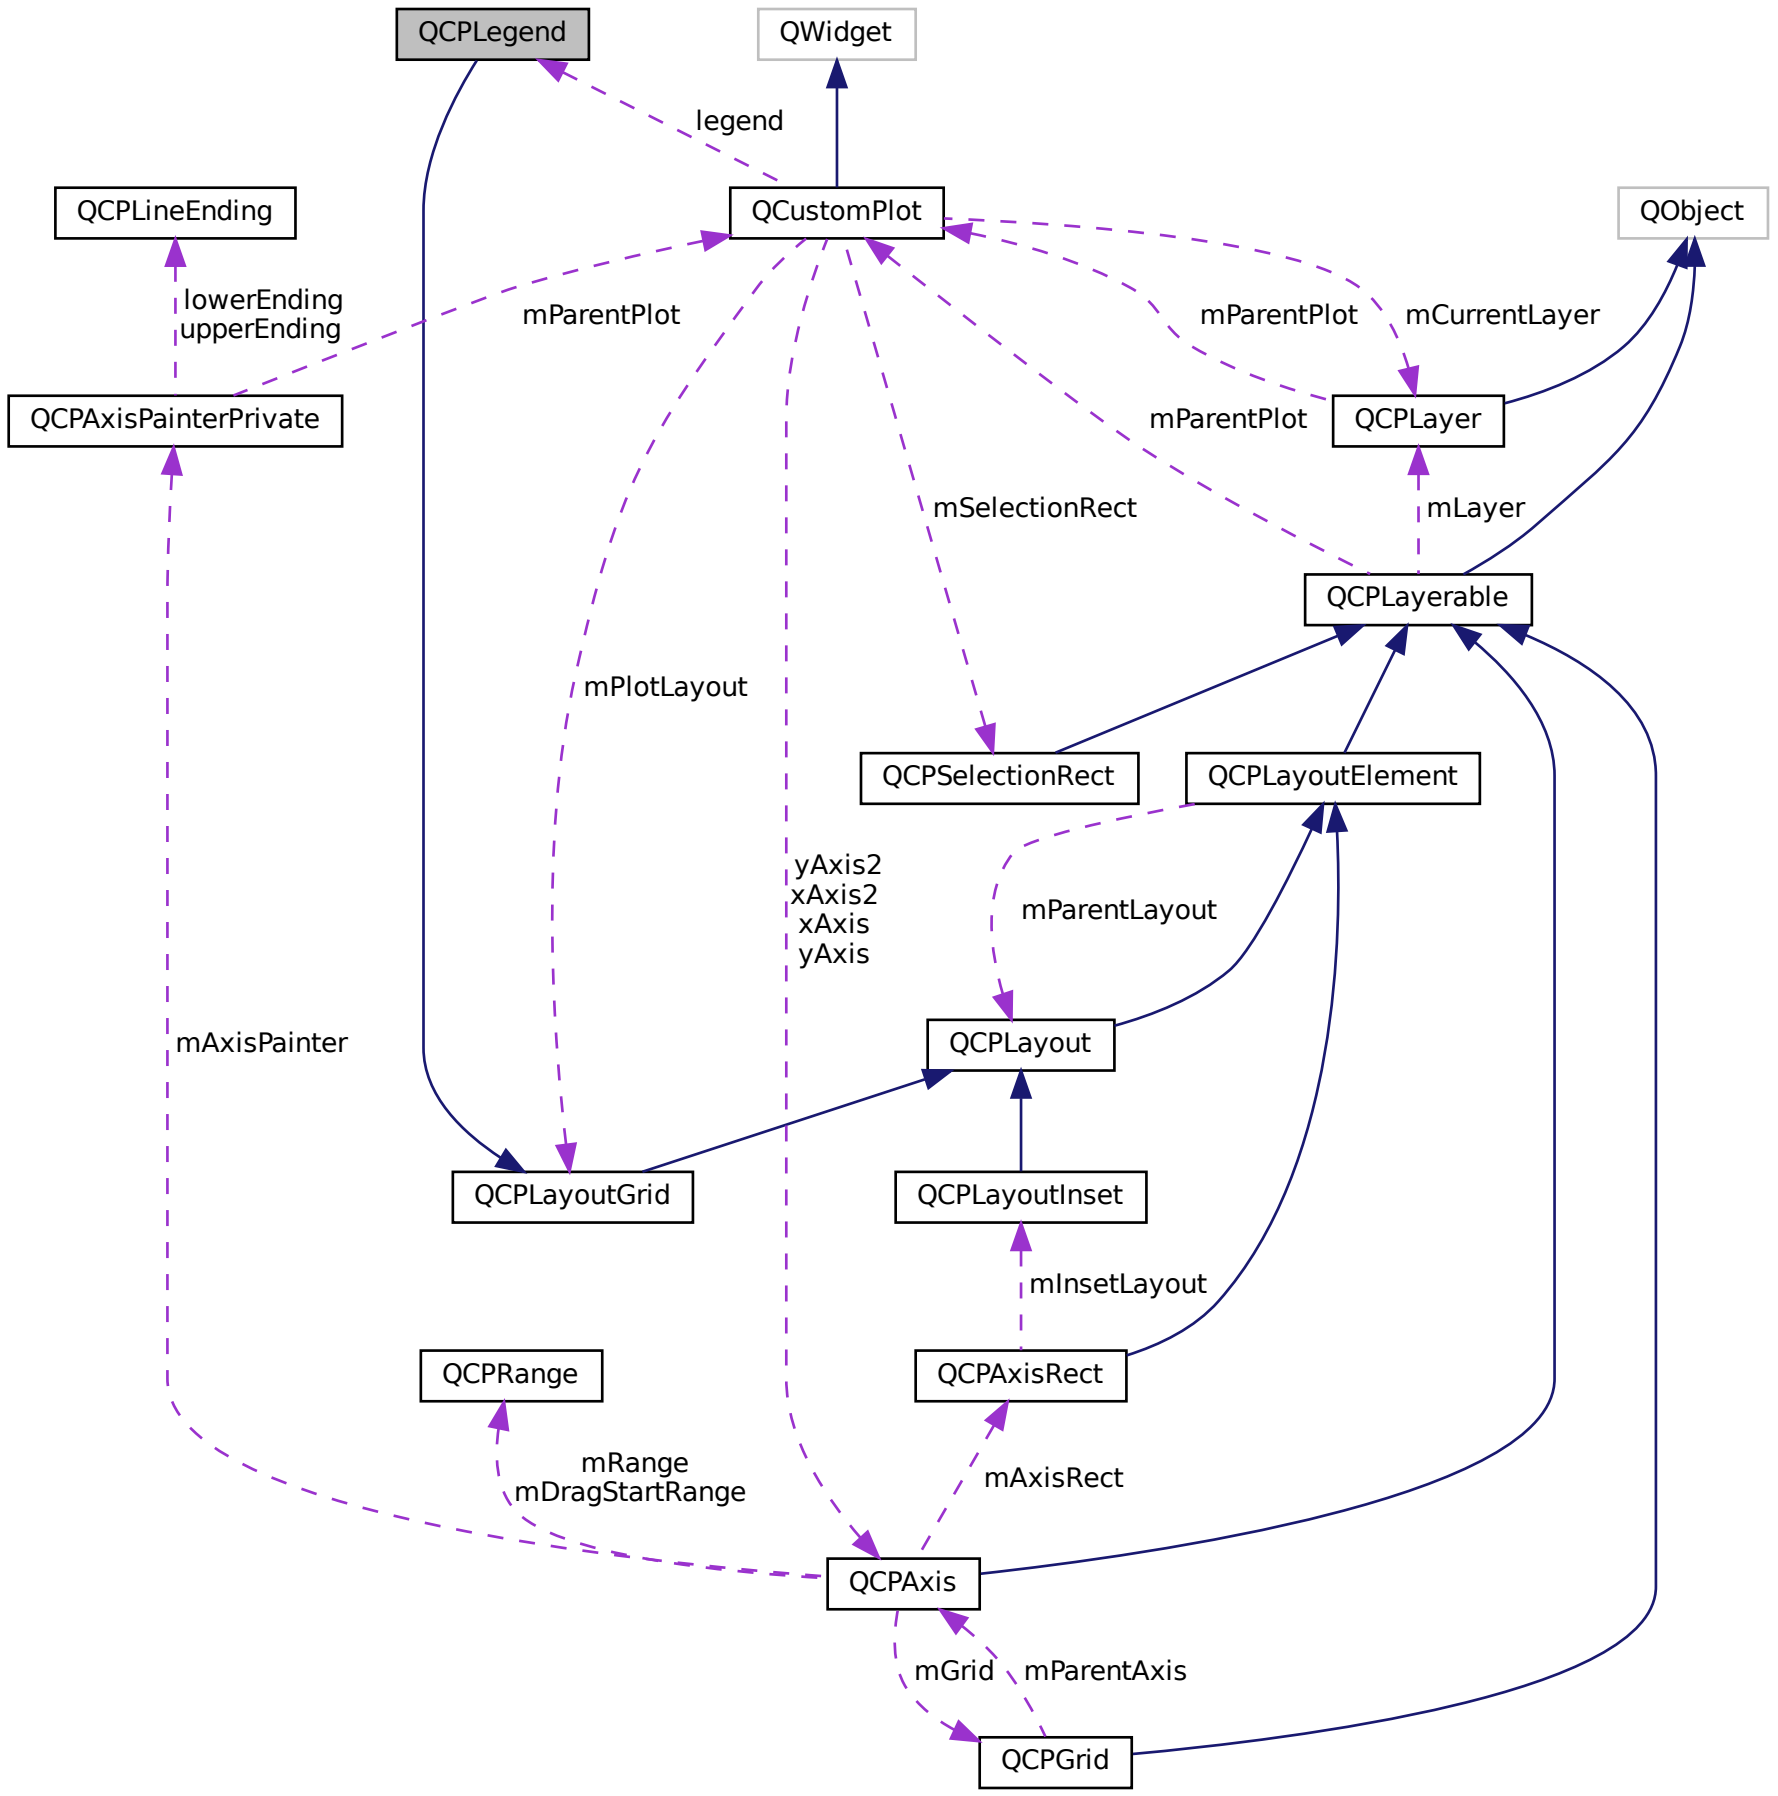 QCPLegend
QWidget
legend
QCPLineEnding
QCustomPlot
QObject
lowerEnding
upperEnding
mParentPlot
mParentPlot
mCurrentLayer
QCPAxisPainterPrivate
mParentPlot
QCPLayer
mSelectionRect
mLayer
QCPLayerable
mPlotLayout
QCPSelectionRect
QCPLayoutElement
yAxis2
xAxis2
xAxis
yAxis
mParentLayout
mAxisPainter
QCPLayout
QCPLayoutGrid
QCPLayoutInset
mInsetLayout
QCPRange
QCPAxisRect
mRange
mDragStartRange
mAxisRect
QCPAxis
mGrid
mParentAxis
QCPGrid